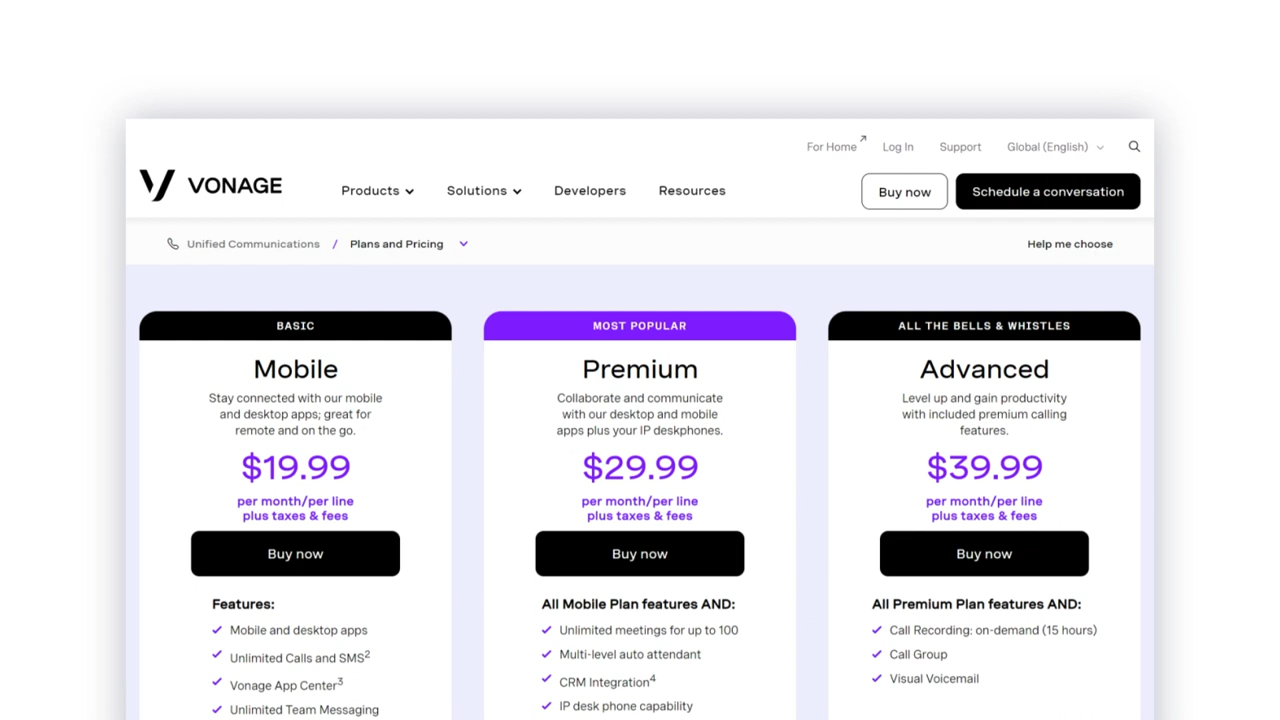 For Home Log In Support Global (English)
VONAGE Products Solutions Developers Resources Buy now Schedule a conversation
Unified Communications / Plans and Pricing Help me choose
BASIC
Mobile
Stay connected with our mobile
and desktop apps; great for
remote and on the go.
$19.99
per month/per line
plus taxes & fees
Buy now
Features:
Mobile and desktop apps
Unlimited Calls and SMS²
Vonage App Center³
Unlimited Team Messaging
MOST POPULAR
Premium
Collaborate and communicate
with our desktop and mobile
apps plus your IP deskphones.
$29.99
per month/per line
plus taxes & fees
Buy now
All Mobile Plan features AND:
Unlimited meetings for up to 100
Multi-level auto attendant
CRM Integration⁴
IP desk phone capability
ALL THE BELLS & WHISTLES
Advanced
Level up and gain productivity
with included premium calling
features.
$39.99
per month/per line
plus taxes & fees
Buy now
All Premium Plan features AND:
Call Recording: on-demand (15 hours)
Call Group
Visual Voicemail